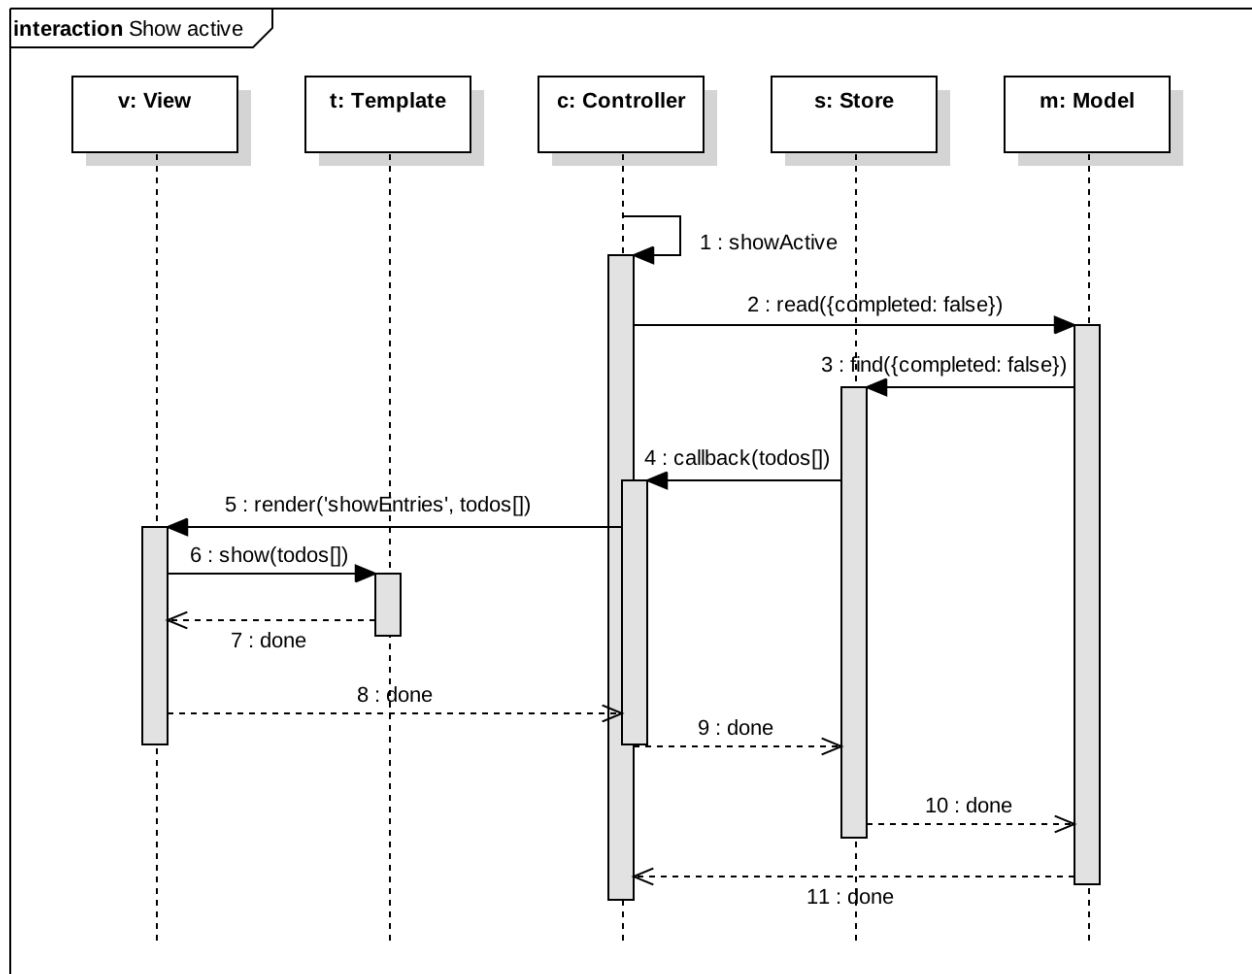 interaction Show active
v: View
t: Template
c: Controller
s: Store
m: Model
1 : showActive
2 : read({completed: false})
3 : find({completed: false})
4 : callback(todos[])
5 : render('showEntries', todos[])
6 : show(todos[])
7 : done
8 : done
9 : done
10 : done
11 : done